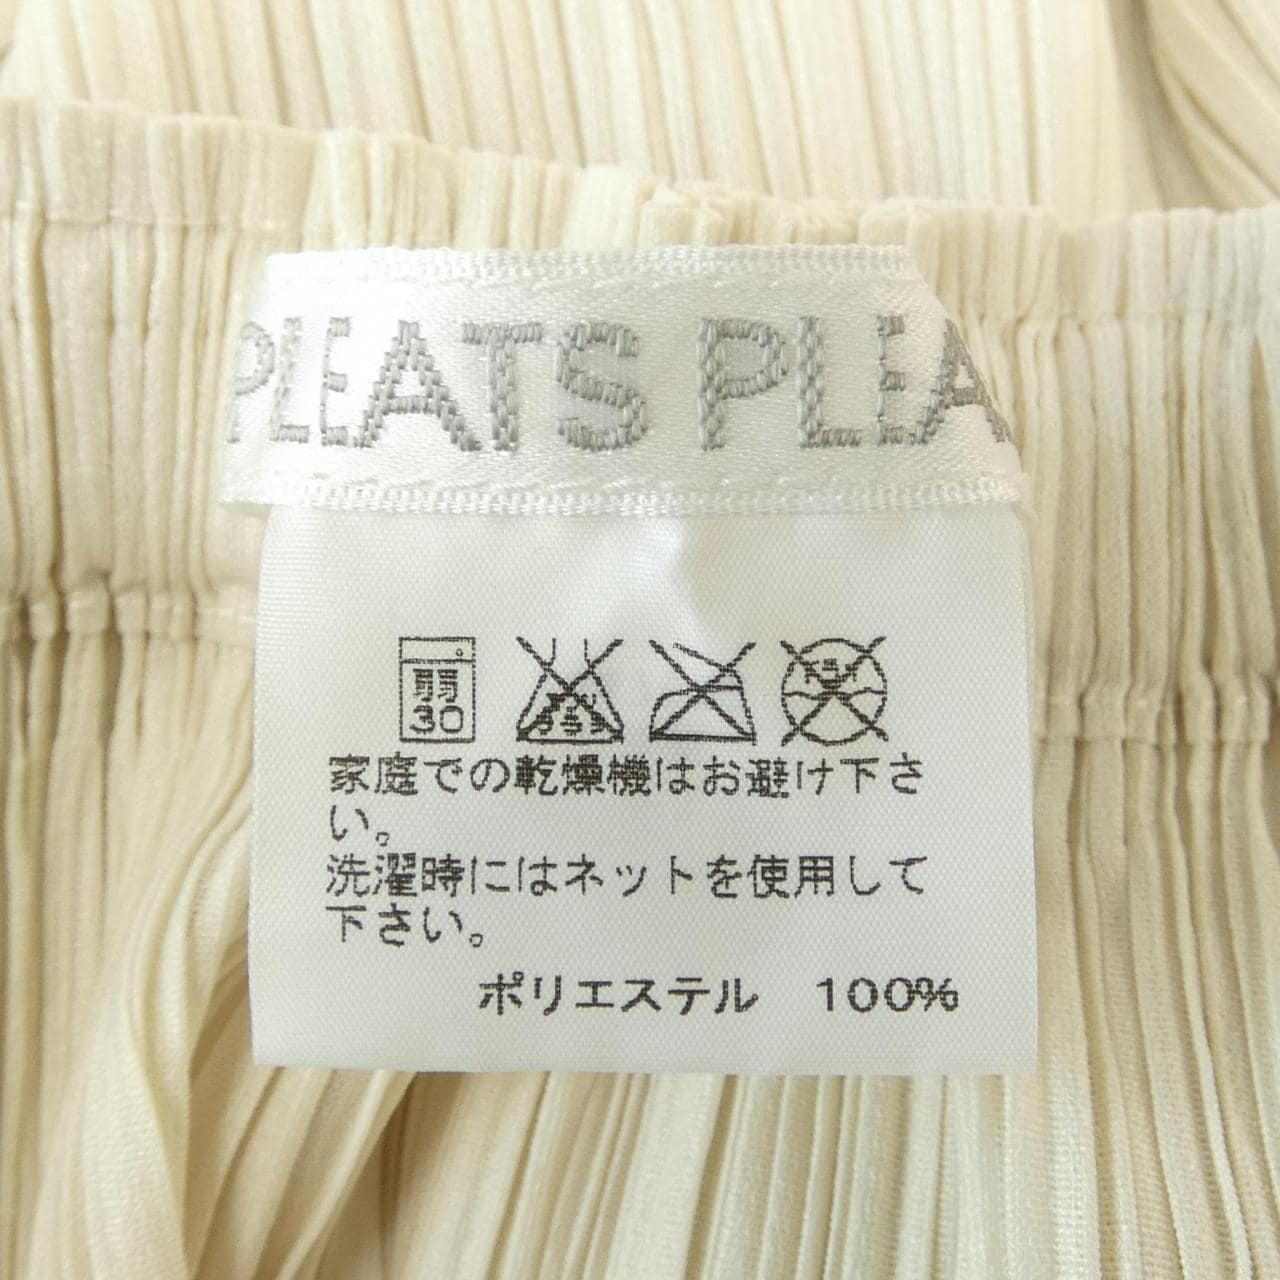 PLEATS PLEA
弱
30
家庭での乾燥機はお避け下さ
い。
洗濯時にはネットを使用して
下さい。
ポリエステル 100%